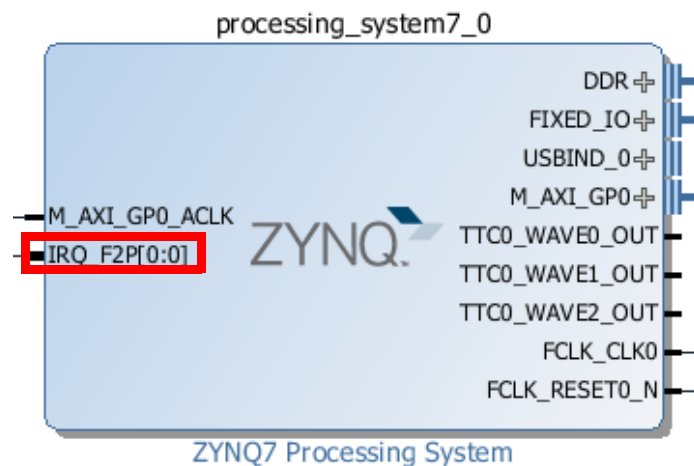 processing_system7_0
DDR
FIXED_IO
USBIND_0
M_AXI_GP0
M_AXI_GP0_ACLK
IRQ_F2P[0:0]
ZYNQ
TTC0_WAVE0_OUT
TTC0_WAVE1_OUT
TTC0_WAVE2_OUT
FCLK_CLK0
FCLK_RESET0_N
ZYNQ7 Processing System